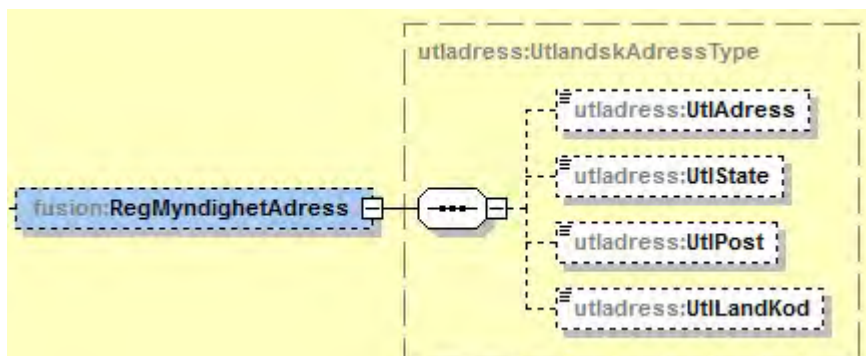 utladress:UtlandskAdressType
utladress:UtlAdress
utladress:UtlState
fusion:RegMyndighetAdress
utladress:UtlPost
utladress:UtlLandKod